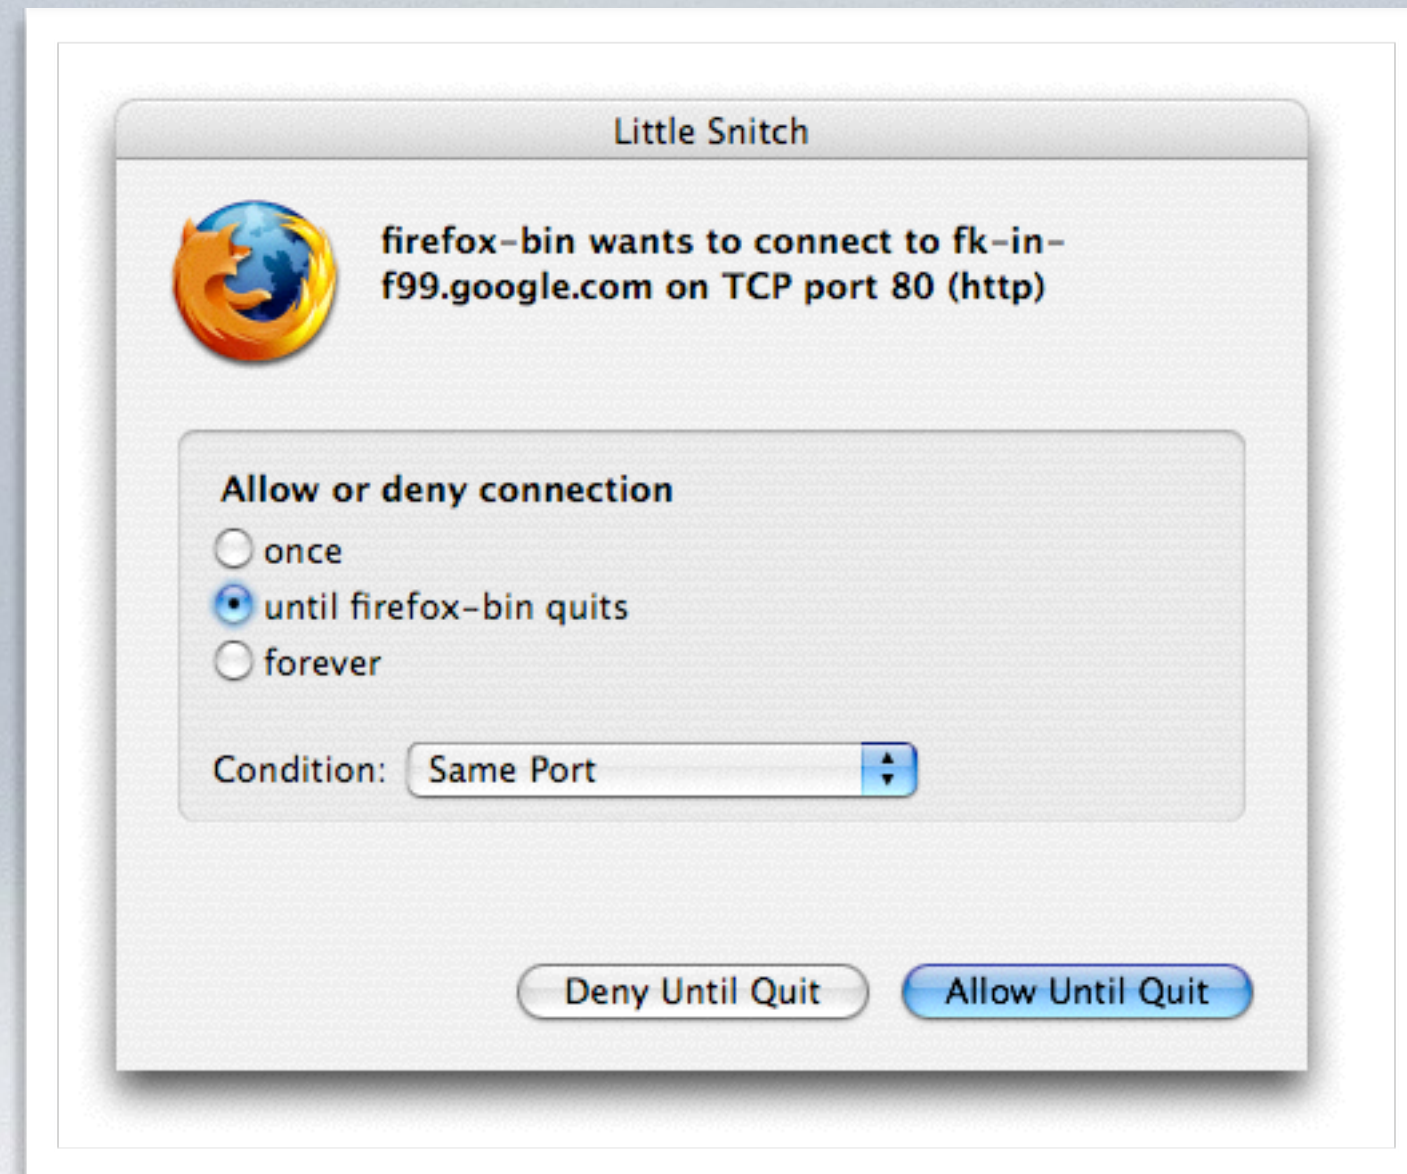 Little Snitch
firefox-bin wants to connect to fk-in-
f99.google.com on TCP port 80 (http)
Allow or deny connection
once
until firefox-bin quits
forever
Condition: Same Port
Deny Until Quit Allow Until Quit